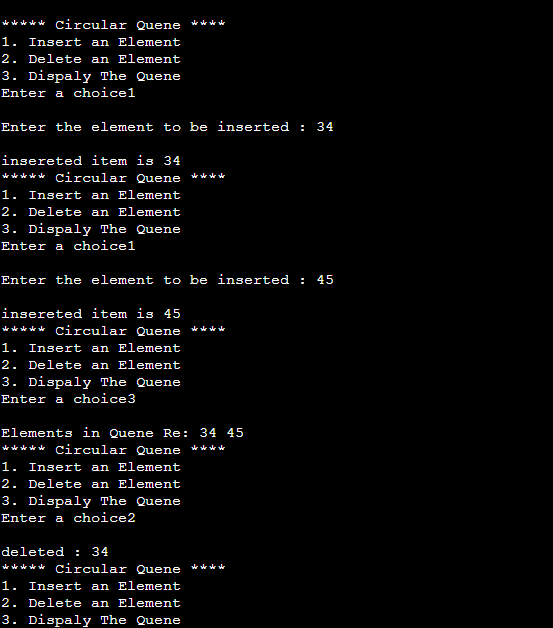 ***** Circular Quene ****
1. Insert an Element
2. Delete an Element
3. Dispaly The Quene
Enter a choice1
Enter the element to be inserted : 34
insereted item is 34
***** Circular Quene ****
1. Insert an Element
2. Delete an Element
3. Dispaly The Quene
Enter a choice1
Enter the element to be inserted : 45
insereted item is 45
***** Circular Quene ****
1. Insert an Element
2. Delete an Element
3. Dispaly The Quene
Enter a choice3
Elements in Quene Re: 34 45
***** Circular Quene ****
1. Insert an Element
2. Delete an Element
3. Dispaly The Quene
Enter a choice2
deleted : 34
***** Circular Quene ****
1. Insert an Element
2. Delete an Element
3. Dispaly The Quene